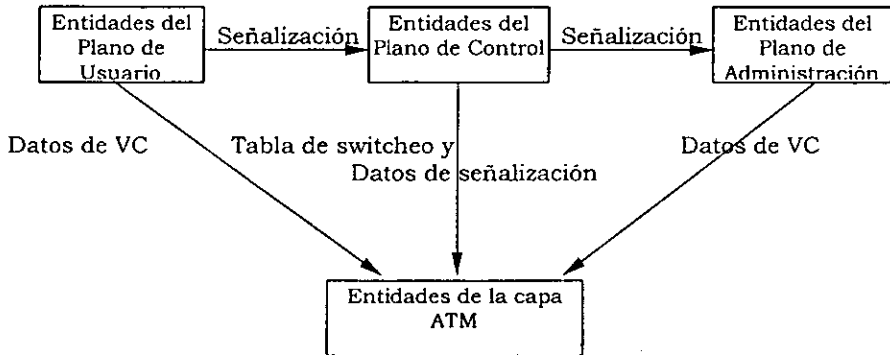 Entidades del
Plano de
Usuario
Señalización
Entidades del
Plano de Control
Señalización
Entidades del
Plano de
Administración
Datos de VC
Tabla de switcheo y
Datos de señalización
Datos de VC
Entidades de la capa
ATM